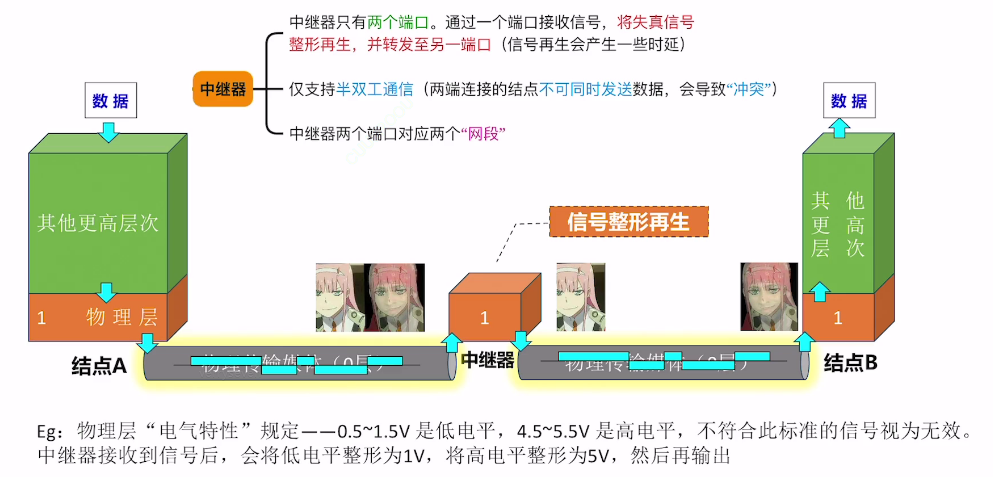 中继器只有两个端口。通过一个端口接收信号，将失真信号
整形再生，并转发至另一端口（信号再生会产生一些时延）
中继器
仅支持半双工通信（两端连接的结点不可同时发送数据，会导致“冲突”）
中继器两个端口对应两个“网段”
数据
数据
其他更高层次
其他
更高
层次
信号整形再生
1 物理层
1
1
结点A
物理传输媒体（0层）
中继器
物理传输媒体（0层）
结点B
Eg：物理层“电气特性”规定——0.5~1.5V 是低电平，4.5~5.5V 是高电平，不符合此标准的信号视为无效。
中继器接收到信号后，会将低电平整形为1V，将高电平整形为5V，然后再输出